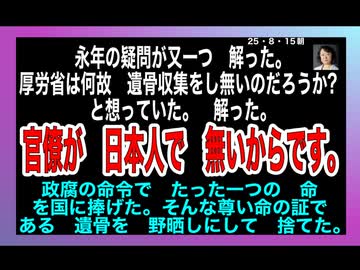 25・8・15朝
永年の疑問が又一つ 解った。
厚労省は何故 遺骨収集をし無いのだろうか?
と想っていた。 解った。
官僚が 日本人で 無いからです。
政腐の命令で たった一つの 命
を国に捧げた。そんな尊い命の証で
ある 遺骨を 野晒しにして 捨てた。